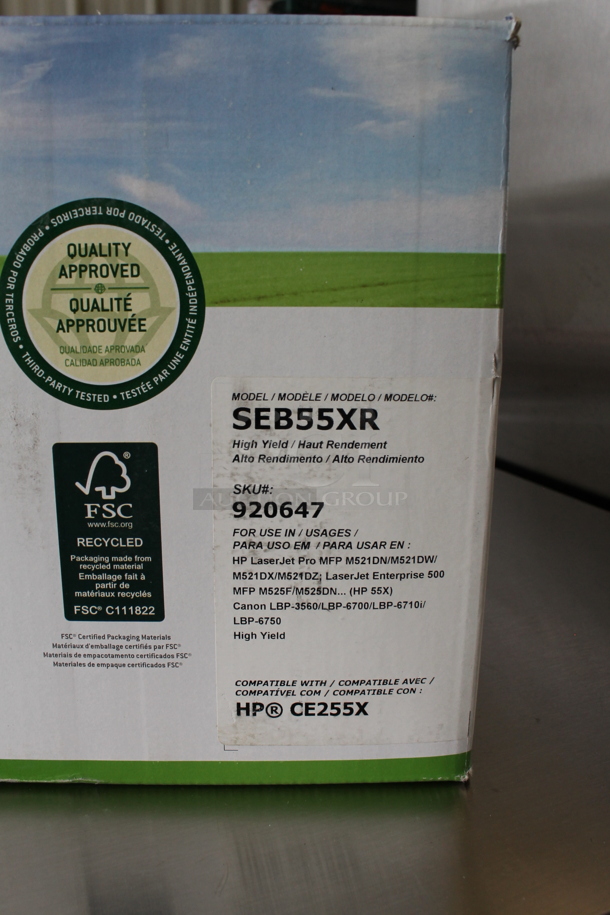 • PROBADO POR TERCEROS • TESTADO POR TERCEIROS • TESTÉE PAR UNE ENTITÉ INDÉPENDANTE • THIRD-PARTY TESTED
QUALITY
APPROVED
QUALITÉ
APPROUVÉE
QUALIDADE APROVADA
CALIDAD APROBADA
FSC
www.fsc.org
RECYCLED
Packaging made from
recycled material
Emballage fait à
partir de
matériaux recyclés
FSC® C111822
FSC® Certified Packaging Materials
Matériaux d'emballage certifiés par FSC®
Materiais de empacotamento certificados FSC®
Materiales de empaque certificados FSC®
MODEL / MODÈLE / MODELO / MODELO#:
SEB55XR
High Yield / Haut Rendement
Alto Rendimento / Alto Rendimiento
SKU#:
920647
AUCTION GROUP
FOR USE IN / USAGES /
PARA USO EM / PARA USAR EN :
HP LaserJet Pro MFP M521DN/M521DW/
M521DX/M521DZ; LaserJet Enterprise 500
MFP M525F/M525DN... (HP 55X)
Canon LBP-3560/LBP-6700/LBP-6710i/
LBP-6750
High Yield
COMPATIBLE WITH / COMPATIBLE AVEC /
COMPATÍVEL COM / COMPATIBLE CON :
HP® CE255X